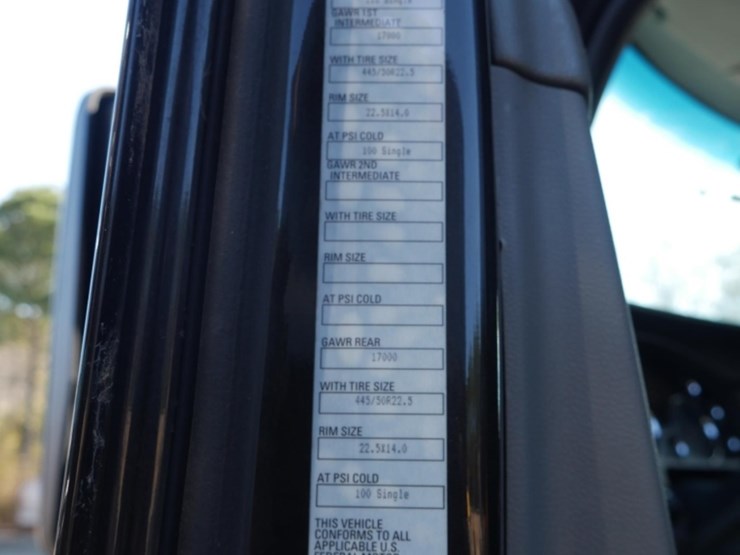 GAWR 1ST
INTERMEDIATE
17000
WITH TIRE SIZE
445/50R22.5
RIM SIZE
22.5X14.0
AT PSI COLD
100 Single
GAWR 2ND
INTERMEDIATE
WITH TIRE SIZE
RIM SIZE
AT PSI COLD
GAWR REAR
17000
WITH TIRE SIZE
445/50R22.5
RIM SIZE
22.5X14.0
AT PSI COLD
100 Single
THIS VEHICLE
CONFORMS TO ALL
APPLICABLE U.S.
FEDERAL MOTOR